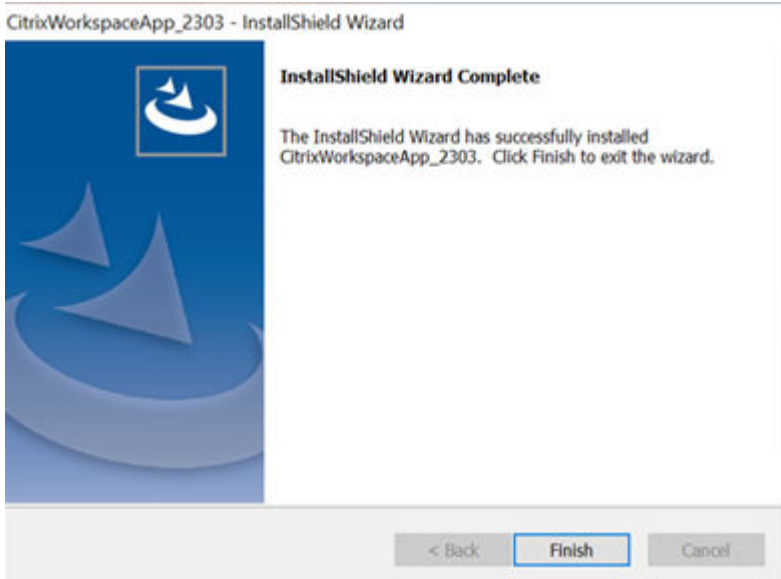 CitrixWorkspaceApp_2303 - InstallShield Wizard
InstallShield Wizard Complete
The InstallShield Wizard has successfully installed
CitrixWorkspaceApp_2303. Click Finish to exit the wizard.
< Back Finish Cancel